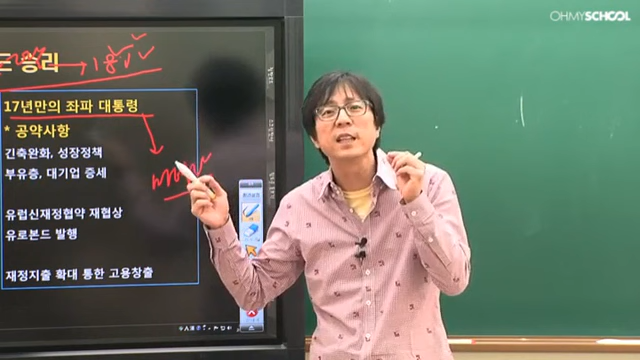 OHMYSCHOOL
승리
17년만의 좌파 대통령
* 공약사항
긴축완화, 성장정책
부유층, 대기업 증세
유럽신재정협약 재협상
유로본드 발행
재정지출 확대 통한 고용창출